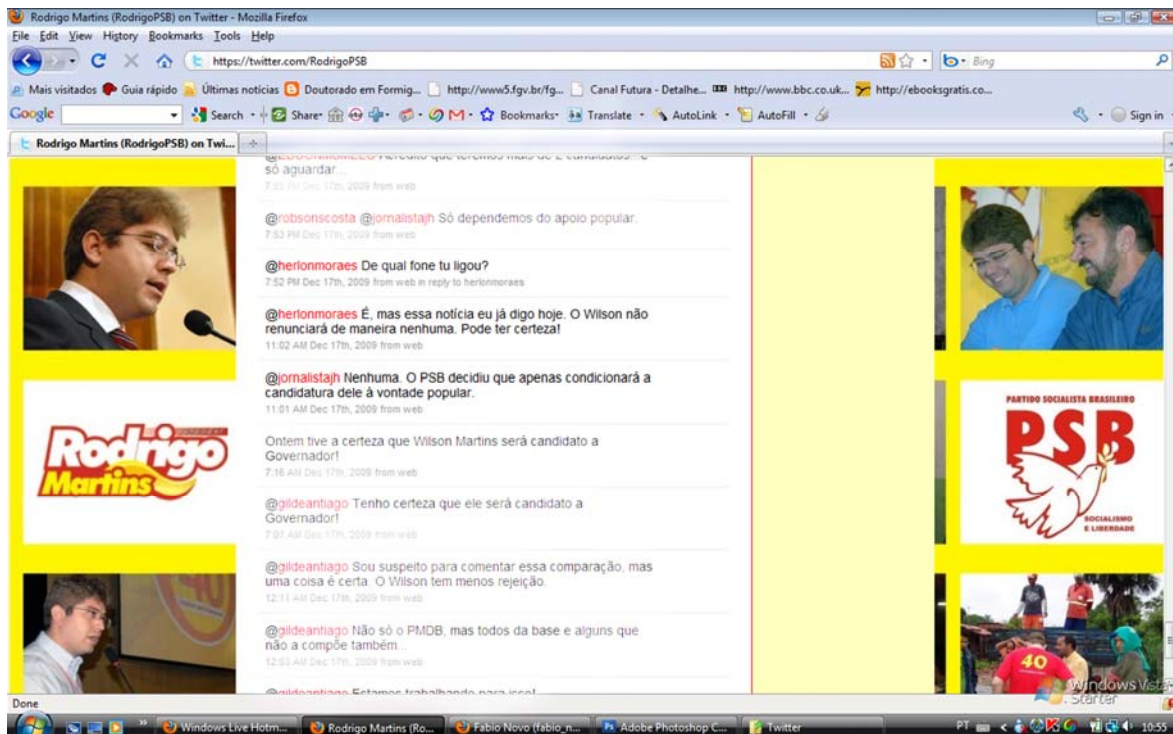 Rodrigo Martins (RodrigoPSB) on Twitter - Mozilla Firefox
File Edit View History Bookmarks Tools Help
https://twitter.com/RodrigoPSB
Bing
Mais visitados Guia rápido Últimas notícias Doutorado em Formig... http://www5.fgv.br/fg... Canal Futura - Detalhe... http://www.bbc.co.uk... http://ebooksgratis.co...
Google Search Share Bookmarks Translate AutoLink AutoFill Sign in
Rodrigo Martins (RodrigoPSB) on Twi...
só aguardar...
Dec 17th, 2009 from web
@robsonscosta @jornalistajh Só dependemos do apoio popular.
7:53 PM Dec 17th, 2009 from web
@herlonmoraes De qual fone tu ligou?
7:52 PM Dec 17th, 2009 from web in reply to herlonmoraes
@herlonmoraes É, mas essa notícia eu já digo hoje. O Wilson não
renunciará de maneira nenhuma. Pode ter certeza!
11:02 AM Dec 17th, 2009 from web
@jornalistajh Nenhuma. O PSB decidiu que apenas condicionará a
candidatura dele à vontade popular.
11:01 AM Dec 17th, 2009 from web
Ontem tive a certeza que Wilson Martins será candidato a
Governador!
7:16 AM Dec 17th, 2009 from web
@gildeantiago Tenho certeza que ele será candidato a
Governador!
7:01 AM Dec 17th, 2009 from web
@gildeantiago Sou suspeito para comentar essa comparação, mas
uma coisa é certa. O Wilson tem menos rejeição.
12:11 AM Dec 17th, 2009 from web
@gildeantiago Não só o PMDB, mas todos da base e alguns que
não a compõe também...
12:03 AM Dec 17th, 2009 from web
@gildeantiago Estamos trabalhando para isso!
Rodrigo
Martins
PARTIDO SOCIALISTA BRASILEIRO
PSB
SOCIALISMO
E LIBERDADE
40
40
Windows Vista
Starter
Done
Windows Live Hotm... Rodrigo Martins (Ro... Fabio Novo (fabio_n... Adobe Photoshop C... Twitter PT 10:55